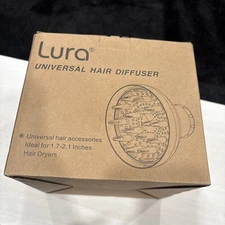 Lura®
UNIVERSAL HAIR DIFFUSER
※ Universal hair accessories
Ideal for 1.7-2.1 Inches
Hair Dryers